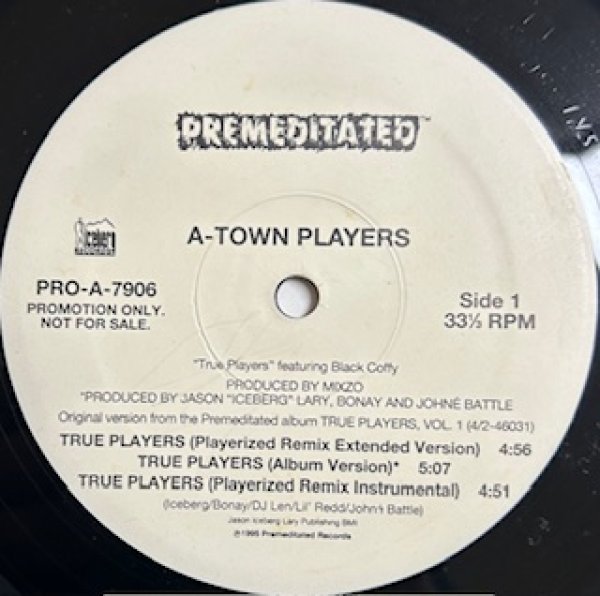 PREMEDITATED™
Iceberg
RECORDS
A-TOWN PLAYERS
PRO-A-7906
PROMOTION ONLY.
NOT FOR SALE.
Side 1
33⅓ RPM
"True Players" featuring Black Coffy
PRODUCED BY MIXZO
*PRODUCED BY JASON "ICEBERG" LARY, BONAY AND JOHNÉ BATTLE
Original version from the Premeditated album TRUE PLAYERS, VOL. 1 (4/2-46031)
TRUE PLAYERS (Playerized Remix Extended Version) 4:56
TRUE PLAYERS (Album Version)* 5:07
TRUE PLAYERS (Playerized Remix Instrumental) 4:51
(Iceberg/Bonay/DJ Len/Lil' Redd/Johné Battle)
Jason Iceberg Lary Publishing BMI
℗1995 Premeditated Records